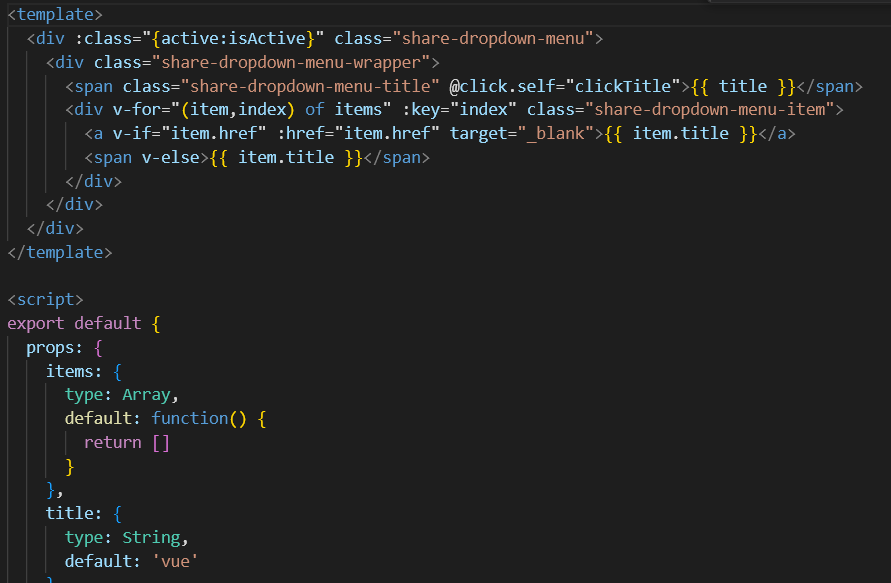 <template>
  <div :class="{active:isActive}" class="share-dropdown-menu">
    <div class="share-dropdown-menu-wrapper">
      <span class="share-dropdown-menu-title" @click.self="clickTitle">{{ title }}</span>
      <div v-for="(item,index) of items" :key="index" class="share-dropdown-menu-item">
        <a v-if="item.href" :href="item.href" target="_blank">{{ item.title }}</a>
        <span v-else>{{ item.title }}</span>
      </div>
    </div>
  </div>
</template>

<script>
export default {
  props: {
    items: {
      type: Array,
      default: function() {
        return []
      }
    },
    title: {
      type: String,
      default: 'vue'
    }